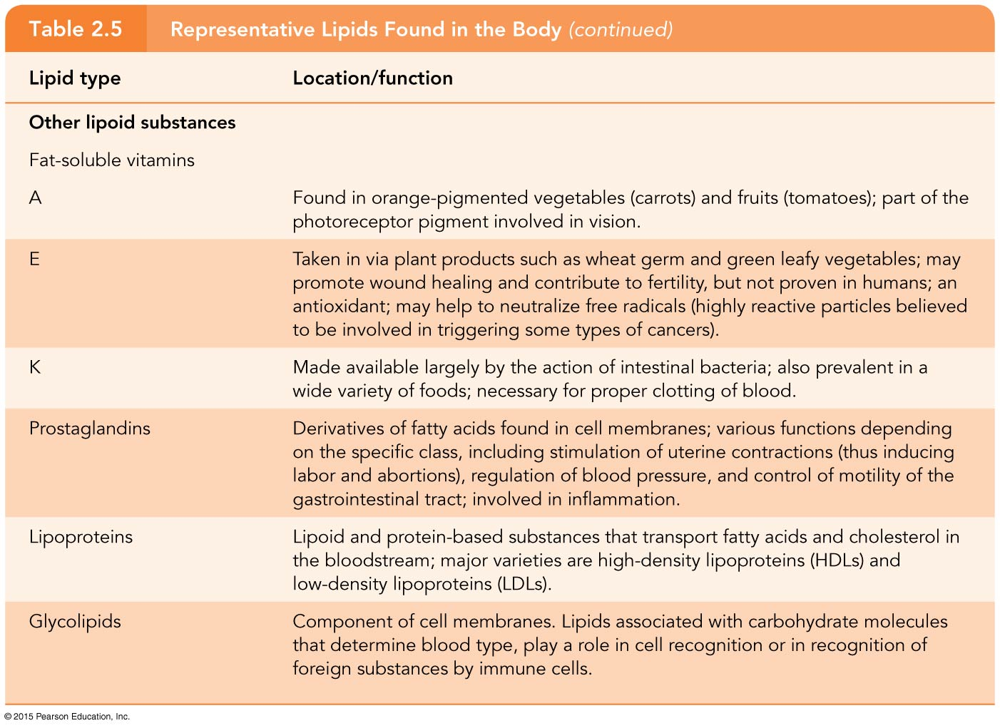 Table 2.5 Representative Lipids Found in the Body (continued)
Lipid type Location/function
Other lipoid substances
Fat-soluble vitamins
A Found in orange-pigmented vegetables (carrots) and fruits (tomatoes); part of the
photoreceptor pigment involved in vision.
E Taken in via plant products such as wheat germ and green leafy vegetables; may
promote wound healing and contribute to fertility, but not proven in humans; an
antioxidant; may help to neutralize free radicals (highly reactive particles believed
to be involved in triggering some types of cancers).
K Made available largely by the action of intestinal bacteria; also prevalent in a
wide variety of foods; necessary for proper clotting of blood.
Prostaglandins Derivatives of fatty acids found in cell membranes; various functions depending
on the specific class, including stimulation of uterine contractions (thus inducing
labor and abortions), regulation of blood pressure, and control of motility of the
gastrointestinal tract; involved in inflammation.
Lipoproteins Lipoid and protein-based substances that transport fatty acids and cholesterol in
the bloodstream; major varieties are high-density lipoproteins (HDLs) and
low-density lipoproteins (LDLs).
Glycolipids Component of cell membranes. Lipids associated with carbohydrate molecules
that determine blood type, play a role in cell recognition or in recognition of
foreign substances by immune cells.
© 2015 Pearson Education, Inc.